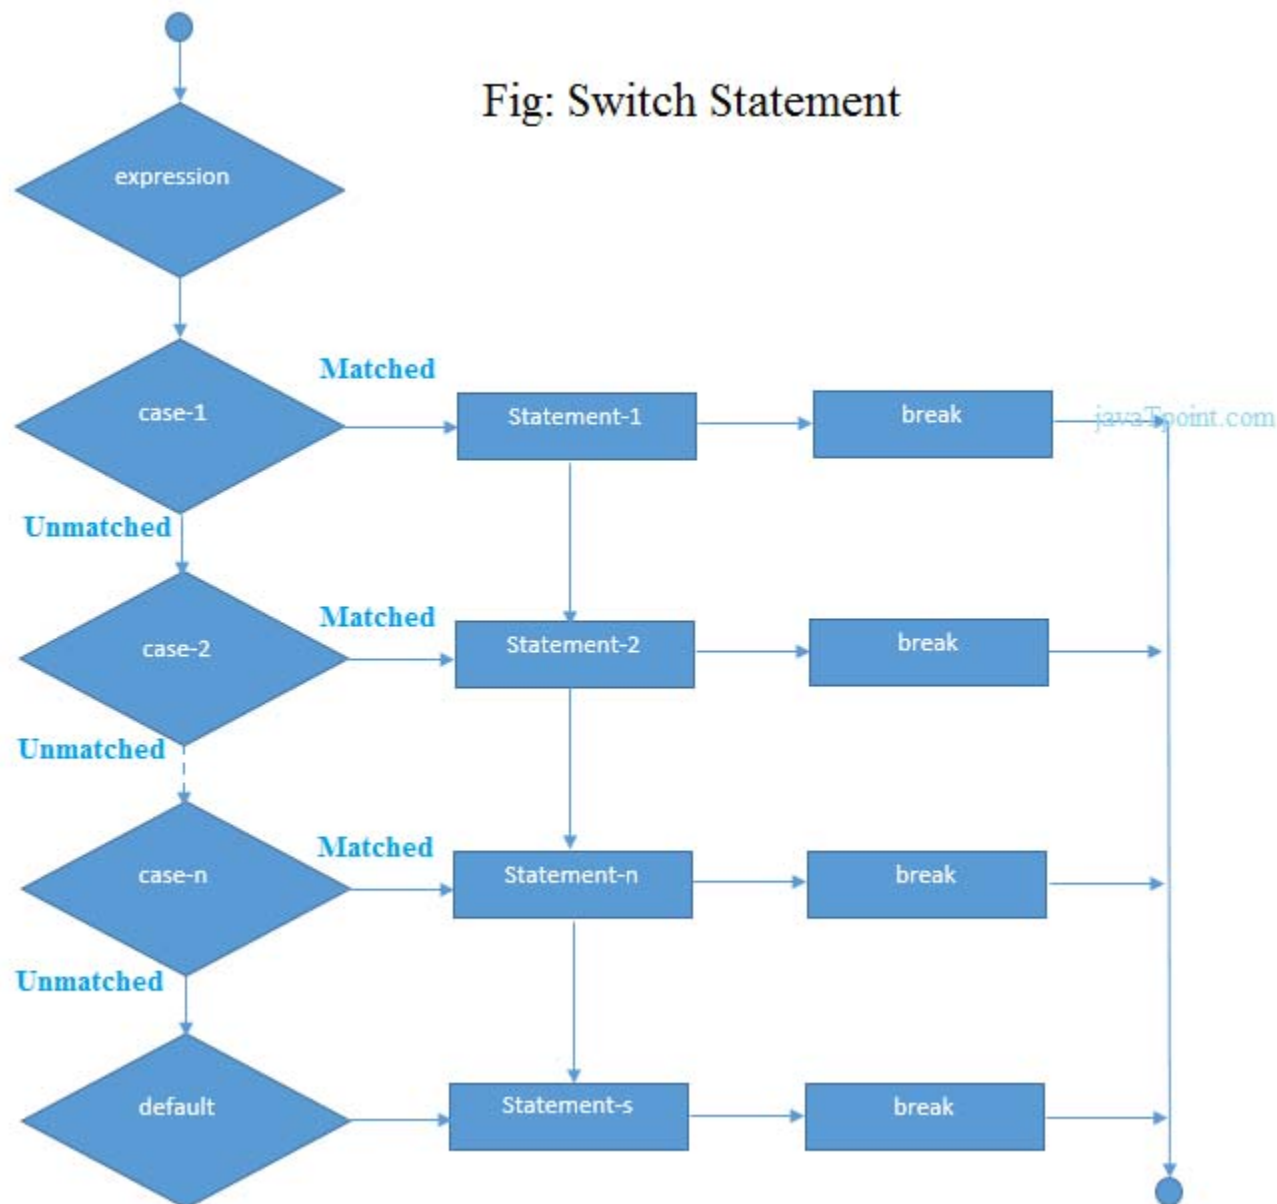 Fig: Switch Statement
expression
case-1
Matched
Statement-1
break
javaTpoint.com
Unmatched
case-2
Matched
Statement-2
break
Unmatched
case-n
Matched
Statement-n
break
Unmatched
default
Statement-s
break